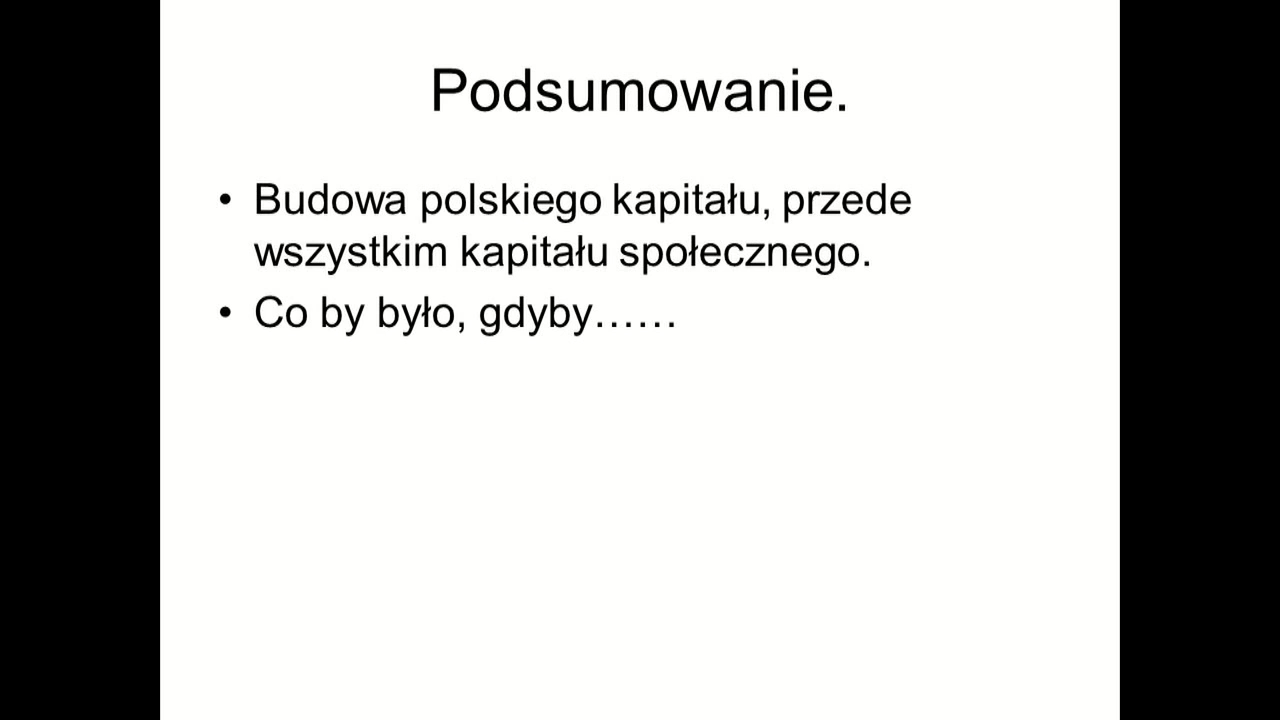 Podsumowanie.
• Budowa polskiego kapitału, przede
wszystkim kapitału społecznego.
• Co by było, gdyby……